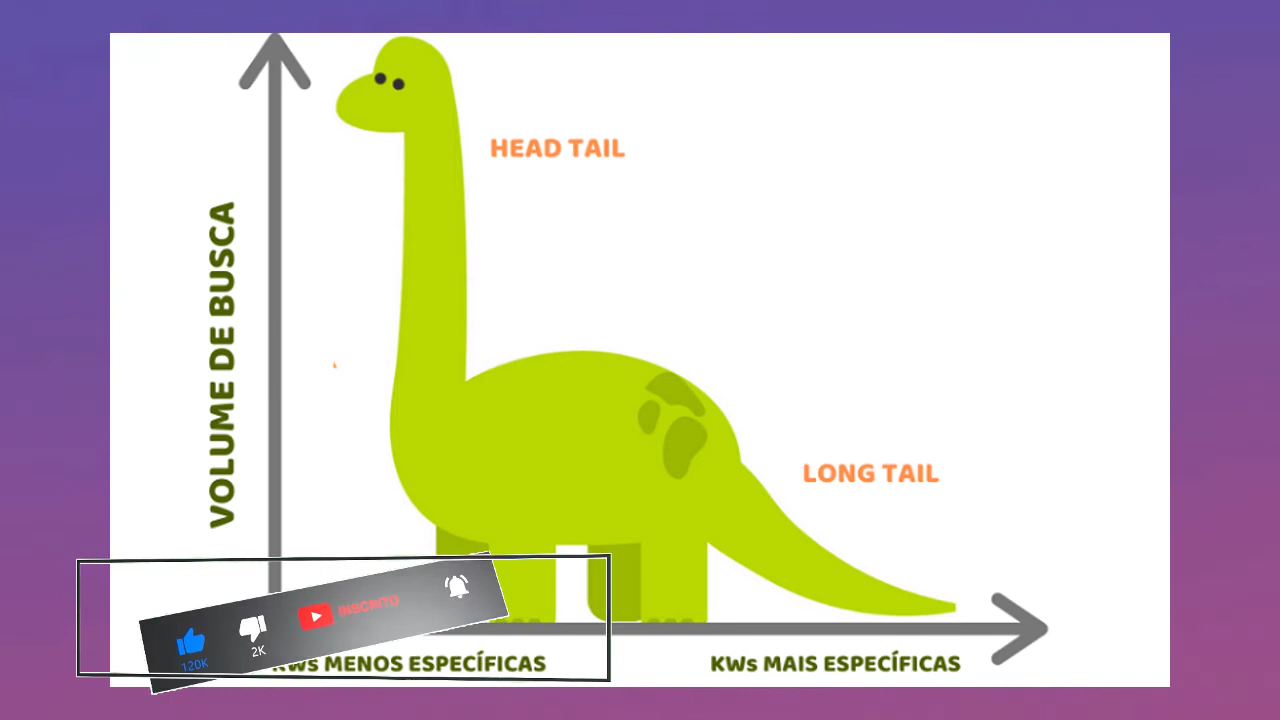 HEAD TAIL
VOLUME DE BUSCA
LONG TAIL
INSCRITO
2K
120K
KWs MENOS ESPECÍFICAS
KWs MAIS ESPECÍFICAS